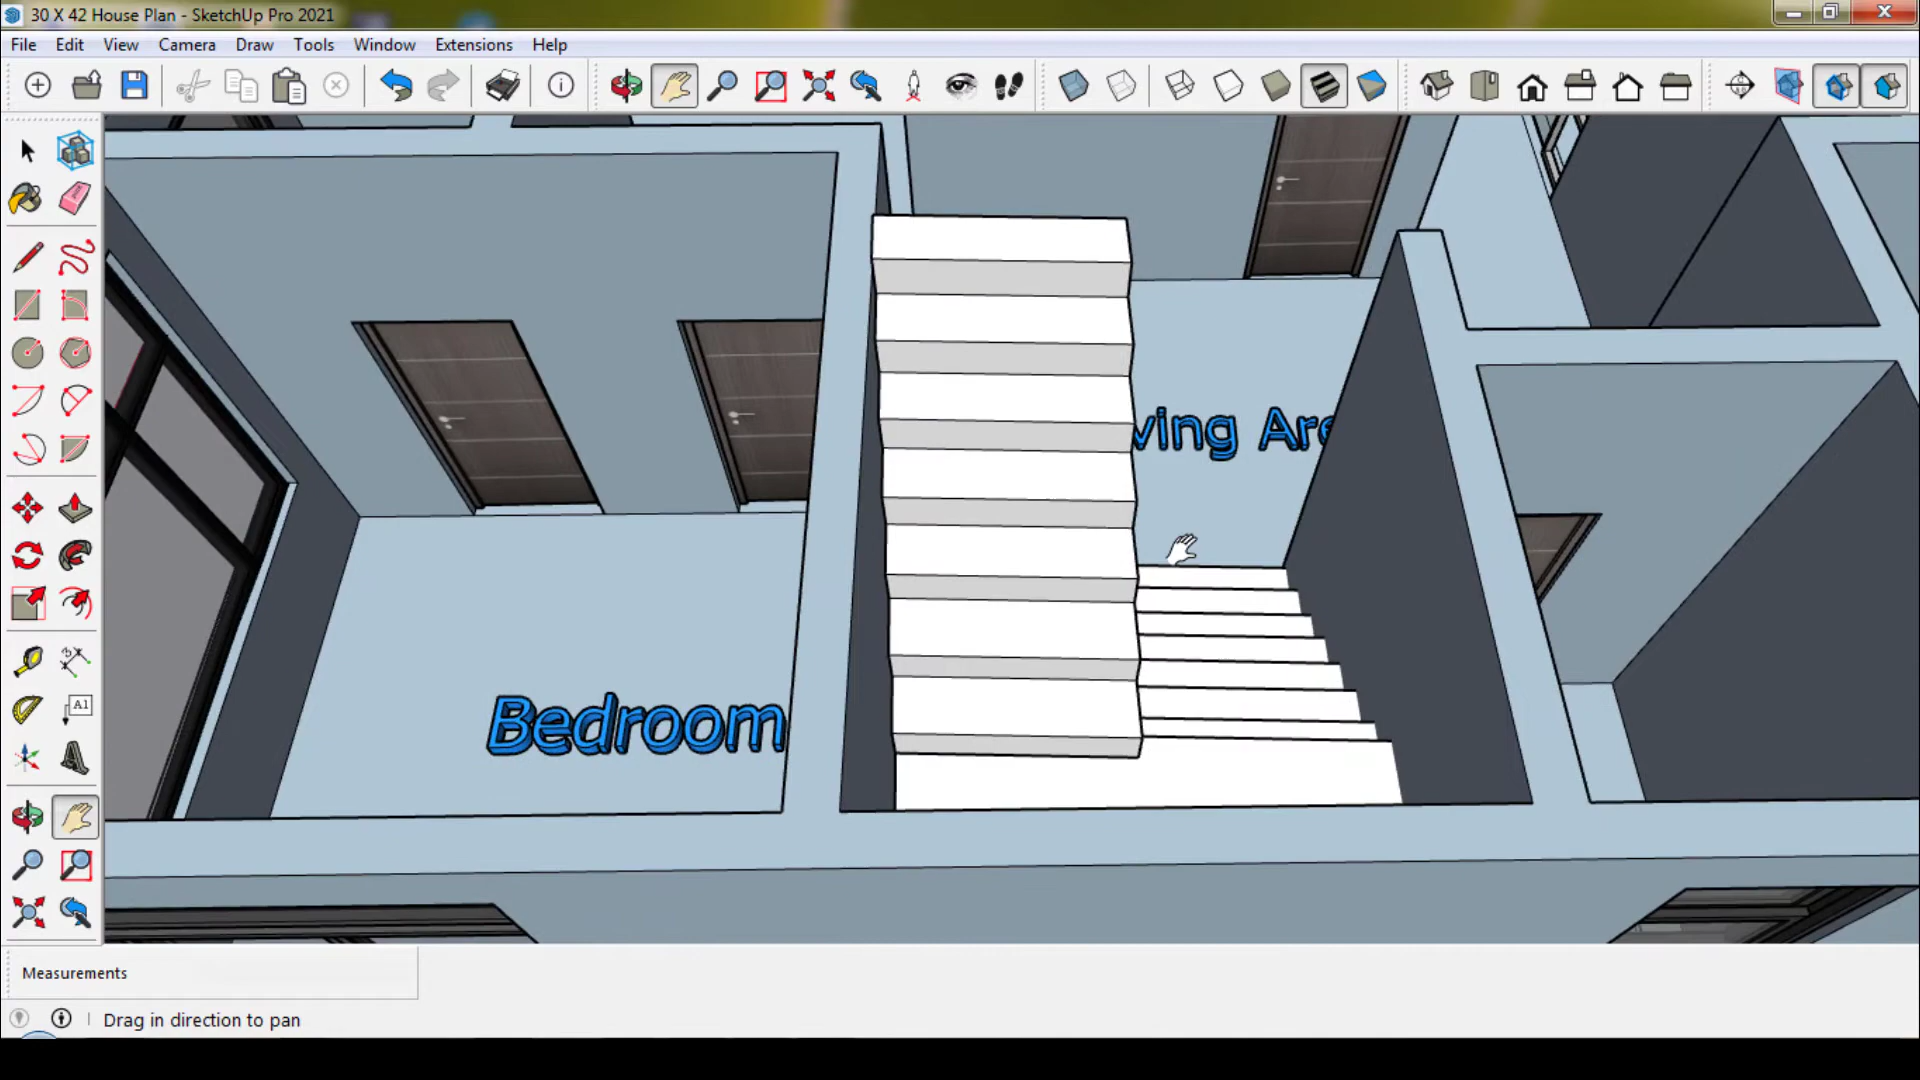 30 X 42 House Plan - SketchUp Pro 2021
File Edit View Camera Draw Tools Window Extensions Help
A1
ving Are
Bedroom
Measurements
Drag in direction to pan